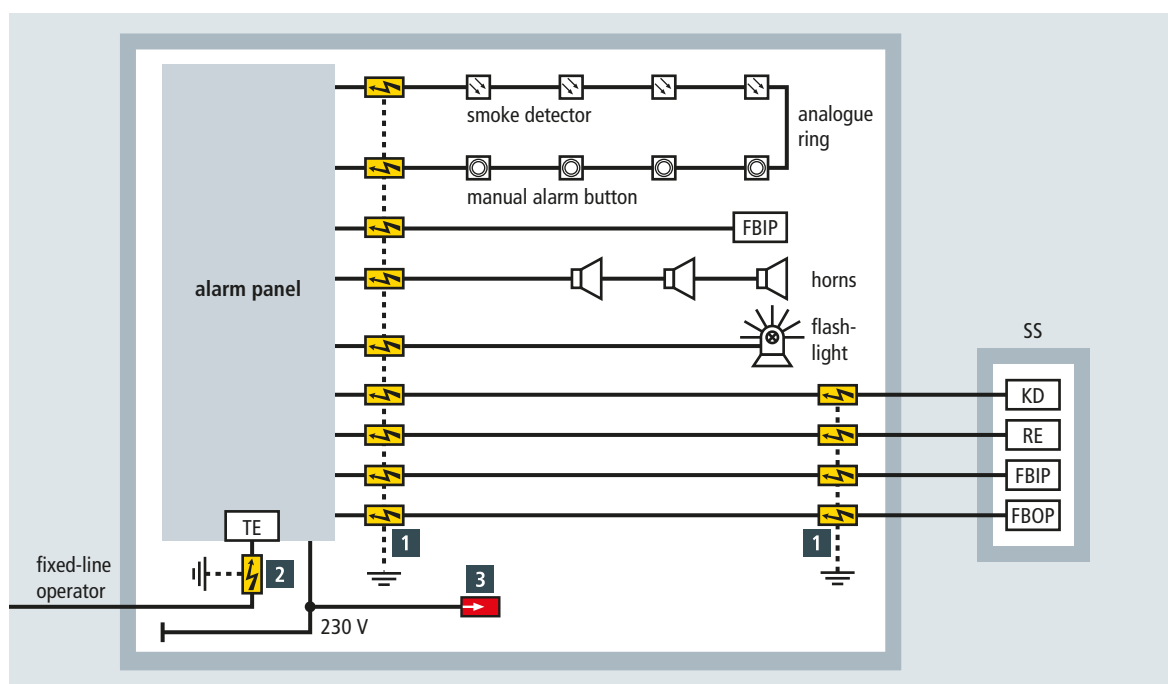 smoke detector
analogue
ring
manual alarm button
FBIP
alarm panel
horns
flash-
light
SS
KD
RE
FBIP
FBOP
TE
1
1
fixed-line
operator
2
3
230 V